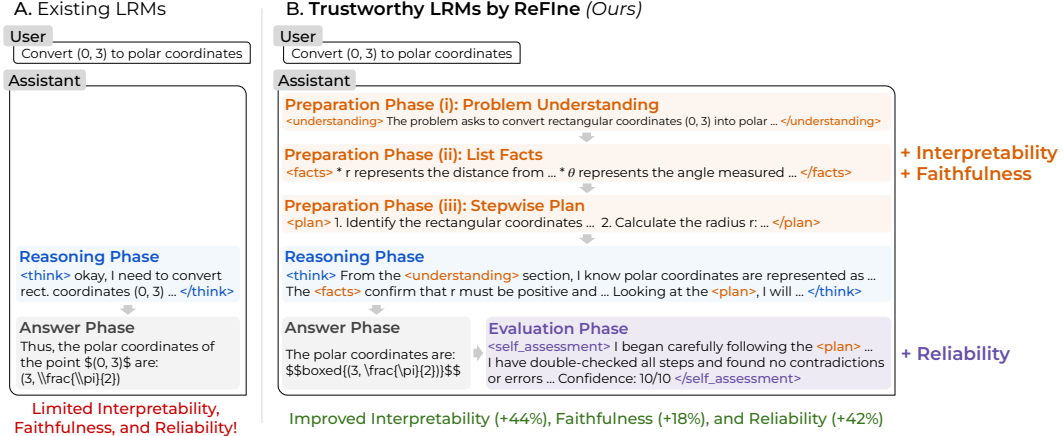 A. Existing LRMs
User
Convert (0, 3) to polar coordinates
Assistant
Reasoning Phase
<think> okay, I need to convert
rect. coordinates (0, 3) ... </think>
Answer Phase
Thus, the polar coordinates of
the point $(0, 3)$ are:
(3, \\frac{\\pi}{2})
Limited Interpretability,
Faithfulness, and Reliability!
B. Trustworthy LRMs by ReFIne (Ours)
User
Convert (0, 3) to polar coordinates
Assistant
Preparation Phase (i): Problem Understanding
<understanding> The problem asks to convert rectangular coordinates (0, 3) into polar ... </understanding>
Preparation Phase (ii): List Facts
<facts> * r represents the distance from ... * θ represents the angle measured ... </facts>
Preparation Phase (iii): Stepwise Plan
<plan> 1. Identify the rectangular coordinates ... 2. Calculate the radius r: ... </plan>
Reasoning Phase
<think> From the <understanding> section, I know polar coordinates are represented as ...
The <facts> confirm that r must be positive and ... Looking at the <plan>, I will ... </think>
Answer Phase
The polar coordinates are:
$$boxed{(3, \frac{\pi}{2})}$$
Evaluation Phase
<self_assessment> I began carefully following the <plan> ...
I have double-checked all steps and found no contradictions
or errors ... Confidence: 10/10 </self_assessment>
+ Interpretability
+ Faithfulness
+ Reliability
Improved Interpretability (+44%), Faithfulness (+18%), and Reliability (+42%)